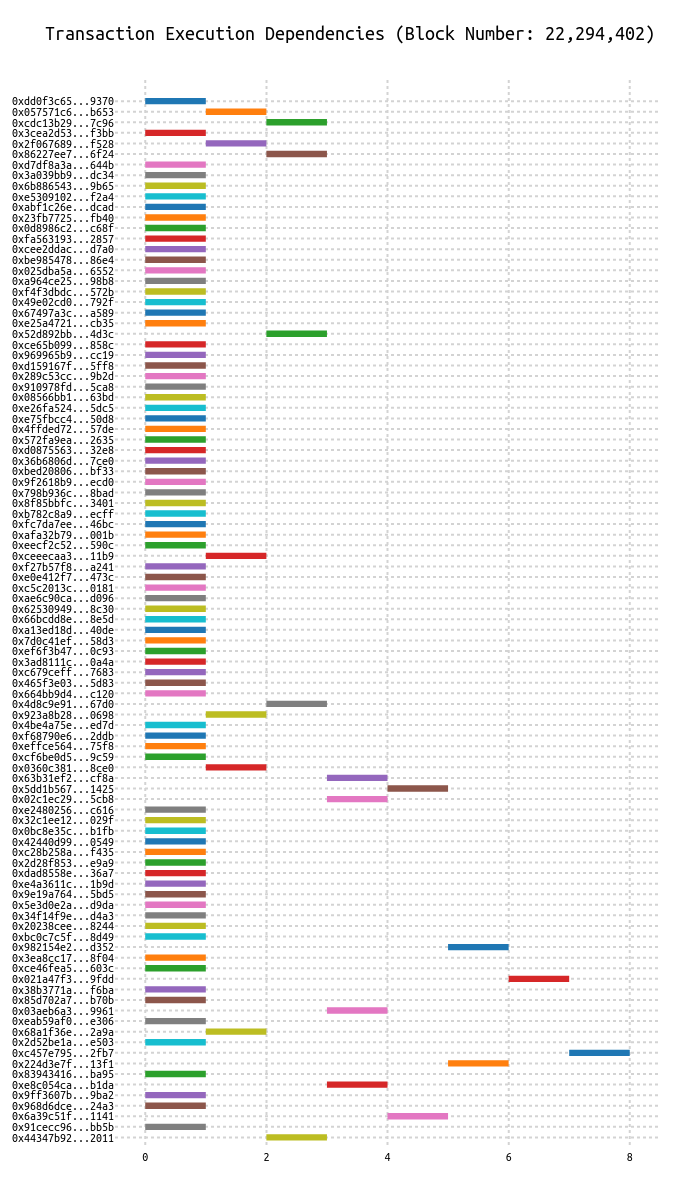 Transaction Execution Dependencies (Block Number: 22,294,402)
0xdd0f3c65...9370
0x057571c6...b653
0xcdc13b29...7c96
0x3cea2d53...f3bb
0x2f067689...f528
0x86227ee7...6f24
0xd7df8a3a...644b
0x3a039bb9...dc34
0x6b886543...9b65
0xe5309102...f2a4
0xabf1c26e...dcad
0x23fb7725...fb40
0x0d8986c2...c68f
0xfa563193...2857
0xcee2ddac...d7a0
0xbe985478...86e4
0x025dba5a...6552
0xa964ce25...98b8
0xf4f3dbdc...572b
0x49e02cd0...792f
0x67497a3c...a589
0xe25a4721...cb35
0x52d892bb...4d3c
0xce65b099...858c
0x969965b9...cc19
0xd159167f...5ff8
0x289c53cc...9b2d
0x910978fd...5ca8
0x08566bb1...63bd
0xe26fa524...5dc5
0xe75fbcc4...50d8
0x4ffded72...57de
0x572fa9ea...2635
0xd0875563...32e8
0x36b6806d...7ce0
0xbed20806...bf33
0x9f2618b9...ecd0
0x798b936c...8bad
0x8f85bbfc...3401
0xb782c8a9...ecff
0xfc7da7ee...46bc
0xafa32b79...001b
0xeecf2c52...590c
0xceeecaa3...11b9
0xf27b57f8...a241
0xe0e412f7...473c
0xc5c2013c...0181
0xae6c90ca...d096
0x62530949...8c30
0x66bcdd8e...8e5d
0xa13ed18d...40de
0x7d0c41ef...58d3
0xef6f3b47...0c93
0x3ad8111c...0a4a
0xc679ceff...7683
0x465f3e03...5d83
0x664bb9d4...c120
0x4d8c9e91...67d0
0x923a8b28...0698
0x4be4a75e...ed7d
0xf68790e6...2ddb
0xeffce564...75f8
0xcf6be0d5...9c59
0x0360c381...8ce0
0x63b31ef2...cf8a
0x5dd1b567...1425
0x02c1ec29...5cb8
0xe2480256...c616
0x32c1ee12...029f
0x0bc8e35c...b1fb
0x42440d99...0549
0xc28b258a...f435
0x2d28f853...e9a9
0xdad8558e...36a7
0xe4a3611c...1b9d
0x9e19a764...5bd5
0x5e3d0e2a...d9da
0x34f14f9e...d4a3
0x20238cee...8244
0xbc0c7c5f...8d49
0x982154e2...d352
0x3ea8cc17...8f04
0xce46fea5...603c
0x021a47f3...9fdd
0x38b3771a...f6ba
0x85d702a7...b70b
0x03aeb6a3...9961
0xeab59af0...e306
0x68a1f36e...2a9a
0x2d52be1a...e503
0xc457e795...2fb7
0x224d3e7f...13f1
0x83943416...ba95
0xe8c054ca...b1da
0x9ff3607b...9ba2
0x968d6dce...24a3
0x6a39c51f...1141
0x91cecc96...bb5b
0x44347b92...2011
0 2 4 6 8